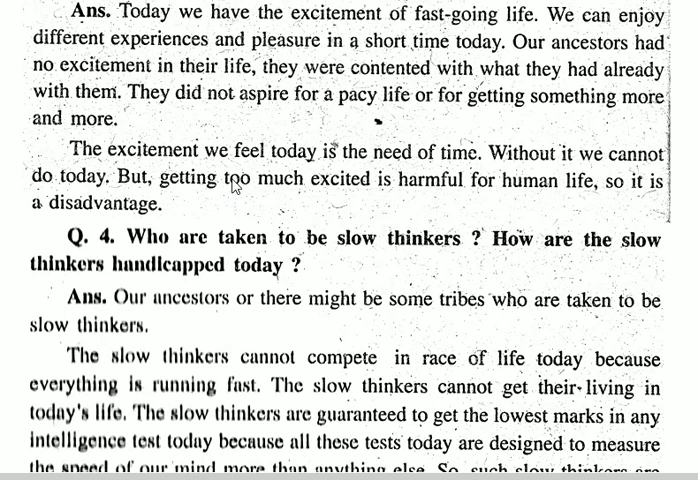 Ans. Today we have the excitement of fast-going life. We can enjoy
different experiences and pleasure in a short time today. Our ancestors had
no excitement in their life, they were contented with what they had already
with them. They did not aspire for a pacy life or for getting something more
and more.
The excitement we feel today is the need of time. Without it we cannot
do today. But, getting too much excited is harmful for human life, so it is
a disadvantage.
Q. 4. Who are taken to be slow thinkers ? How are the slow
thinkers handicapped today ?
Ans. Our ancestors or there might be some tribes who are taken to be
slow thinkers.
The slow thinkers cannot compete in race of life today because
everything is running fast. The slow thinkers cannot get their living in
today's life. The slow thinkers are guaranteed to get the lowest marks in any
intelligence test today because all these tests today are designed to measure
the speed of our mind more than anything else. So, such slow thinkers are